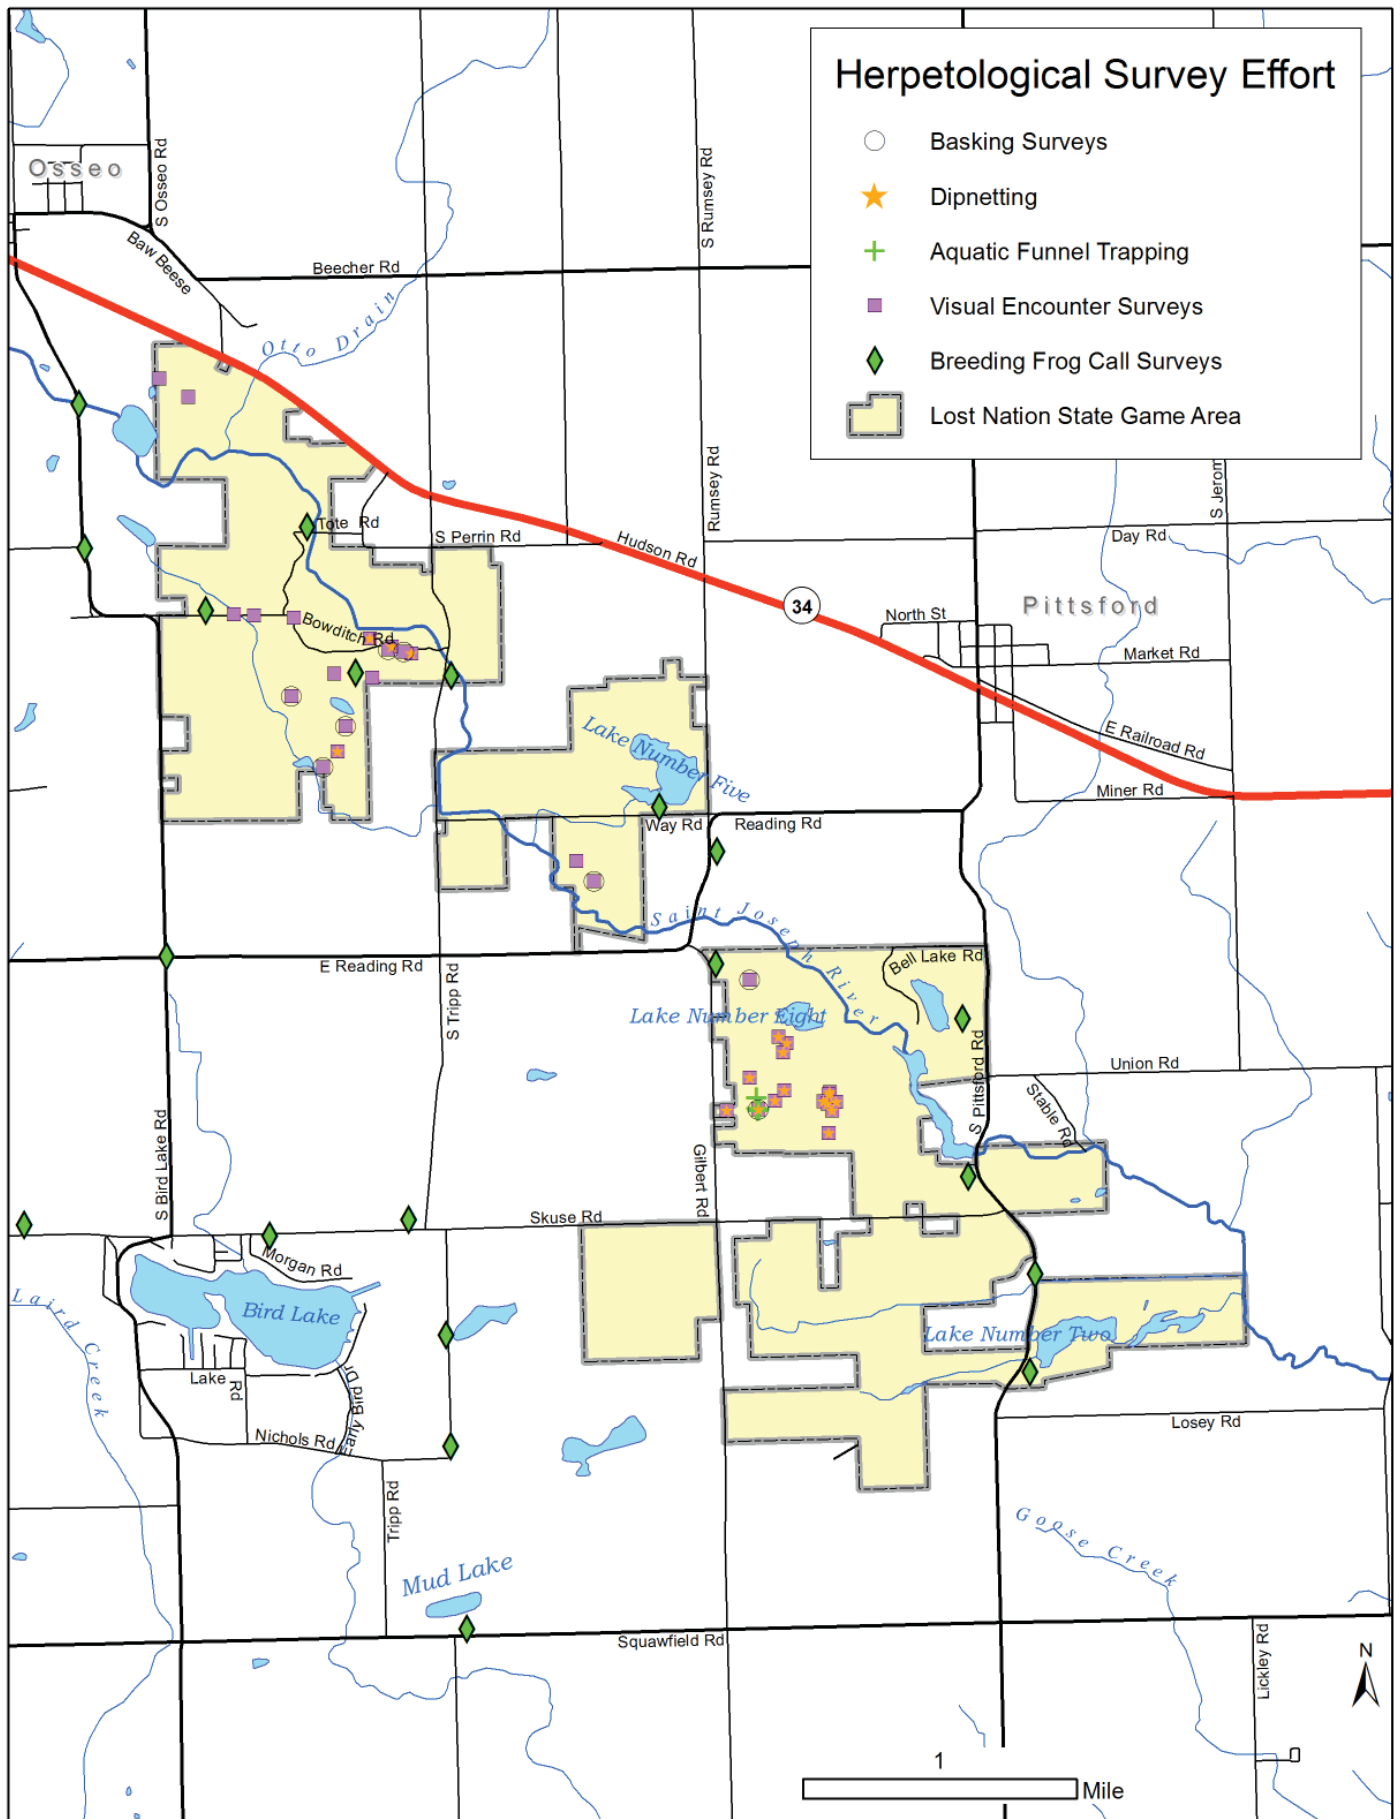 Herpetological Survey Effort
Basking Surveys
Dipnetting
Aquatic Funnel Trapping
Visual Encounter Surveys
Breeding Frog Call Surveys
Lost Nation State Game Area
Osseo
S Osseo Rd
Baw Beese
Beecher Rd
S Rumsey Rd
Otto Drain
Rumsey Rd
S Jerom
Tote Rd
S Perrin Rd
Hudson Rd
Day Rd
34
Pittsford
North St
Bowditch Rd
Market Rd
E Railroad Rd
Lake Number Five
Miner Rd
Way Rd
Reading Rd
Saint Joseph River
E Reading Rd
S Tripp Rd
Bell Lake Rd
Lake Number Eight
S Pittsford Rd
Union Rd
Stable Rd
S Bird Lake Rd
Gilbert Rd
Skuse Rd
Morgan Rd
Laird Creek
Bird Lake
Lake Number Two
Lake Rd
Early Bird Dr
Nichols Rd
Losey Rd
Tripp Rd
Goose Creek
Mud Lake
Squawfield Rd
Lickley Rd
N
1
Mile